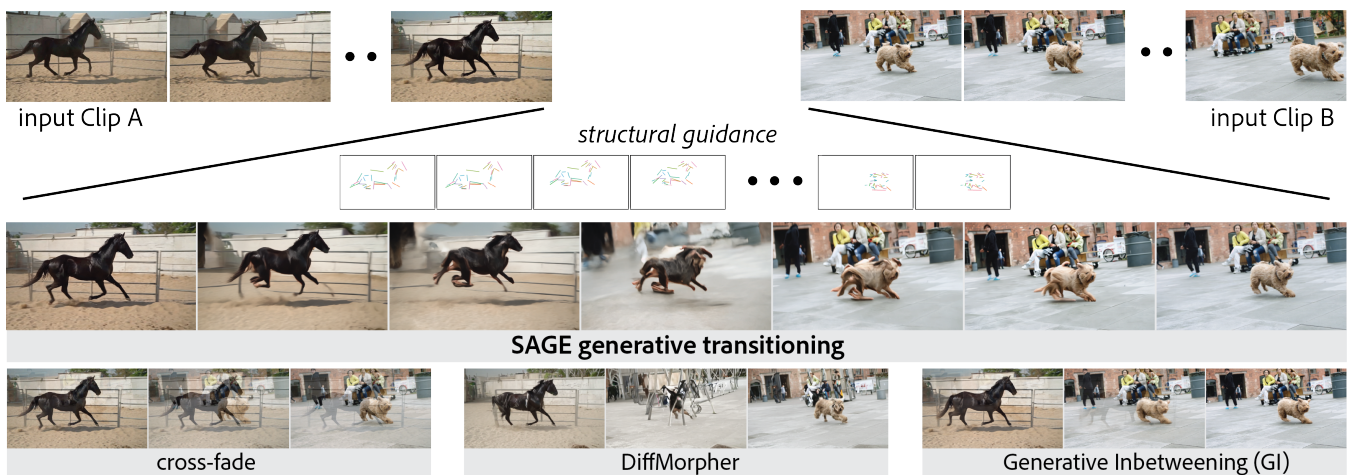 input Clip A
input Clip B
structural guidance
SAGE generative transitioning
cross-fade
DiffMorpher
Generative Inbetweening (GI)